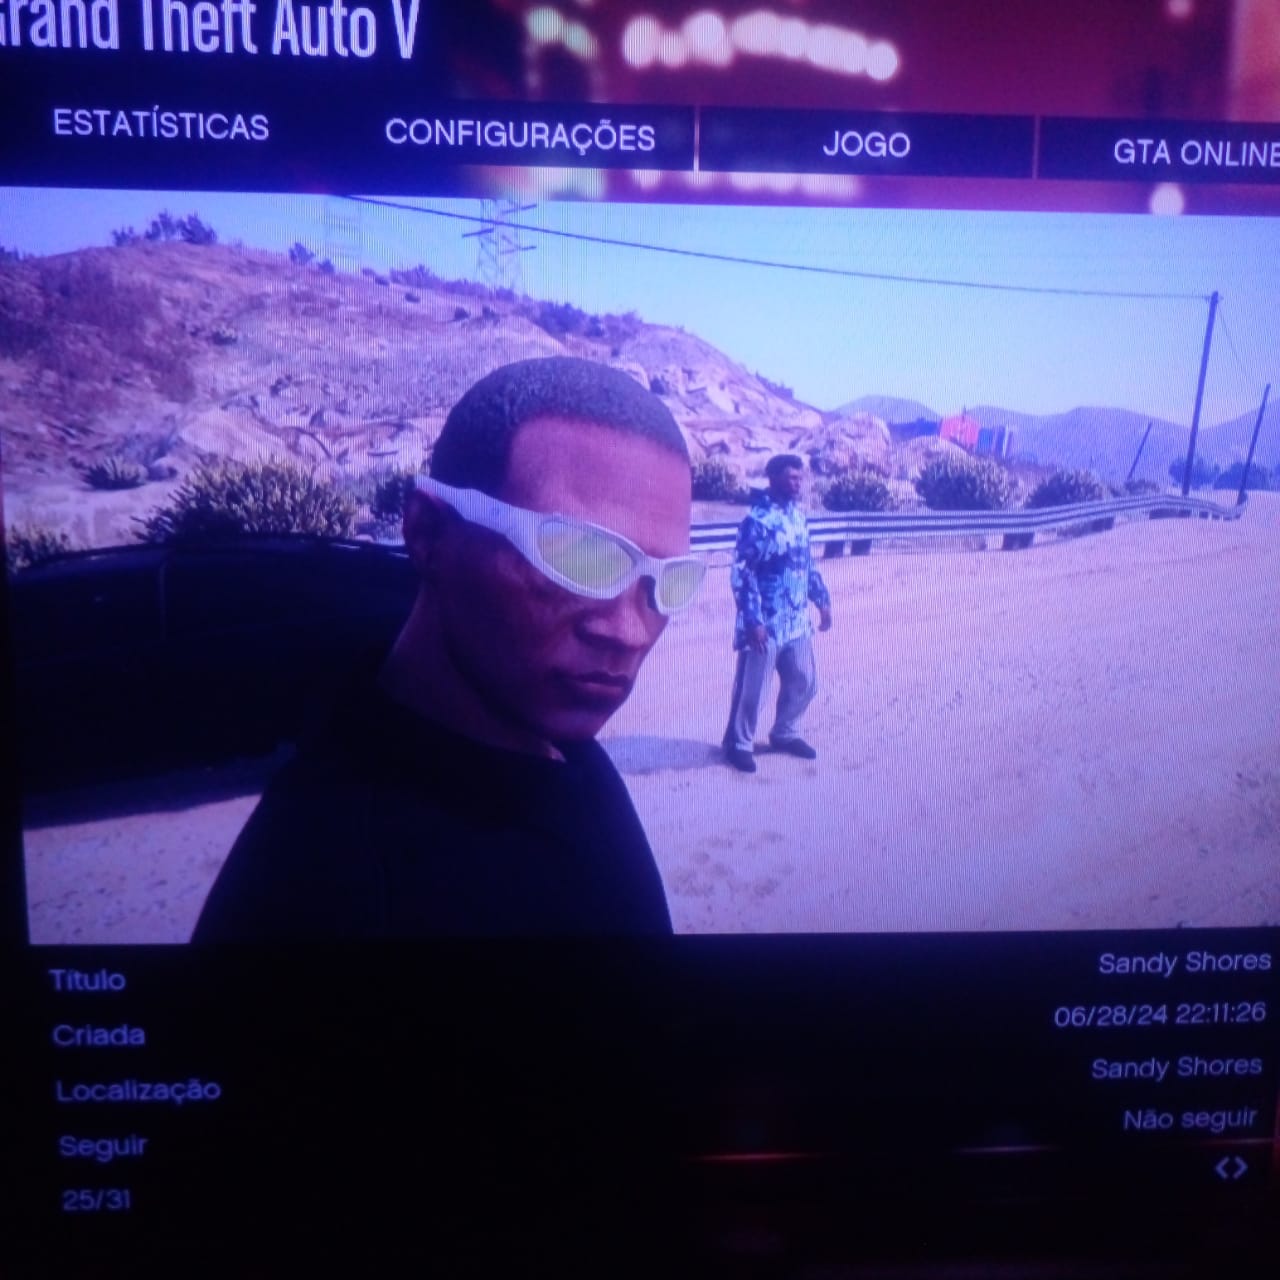 Grand Theft Auto V
ESTATÍSTICAS CONFIGURAÇÕES JOGO GTA ONLINE
Título Sandy Shores
Criada 06/28/24 22:11:26
Localização Sandy Shores
Seguir Não seguir
25/31 <>